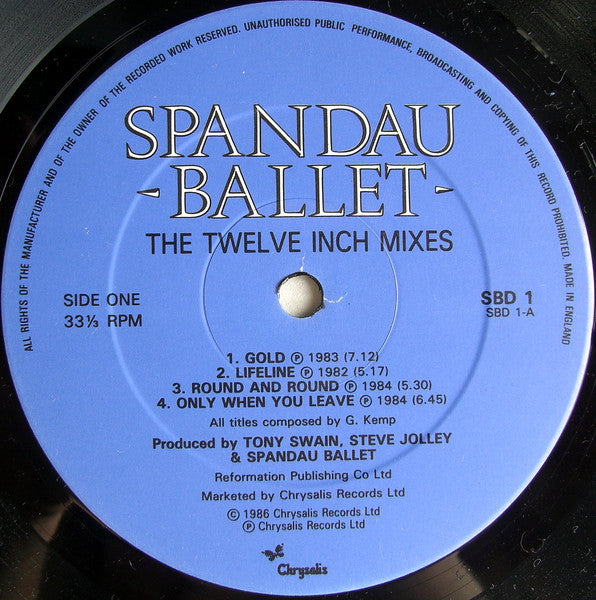 ALL RIGHTS OF THE MANUFACTURER AND OF THE OWNER OF THE RECORDED WORK RESERVED. UNAUTHORISED PUBLIC PERFORMANCE, BROADCASTING AND COPYING OF THIS RECORD PROHIBITED. MADE IN ENGLAND
SPANDAU
-BALLET-
THE TWELVE INCH MIXES
SIDE ONE
33⅓ RPM
SBD 1
SBD 1-A
1. GOLD ℗ 1983 (7.12)
2. LIFELINE ℗ 1982 (5.17)
3. ROUND AND ROUND ℗ 1984 (5.30)
4. ONLY WHEN YOU LEAVE ℗ 1984 (6.45)
All titles composed by G. Kemp
Produced by TONY SWAIN, STEVE JOLLEY
& SPANDAU BALLET
Reformation Publishing Co Ltd
Marketed by Chrysalis Records Ltd
© 1986 Chrysalis Records Ltd
℗ Chrysalis Records Ltd
Chrysalis